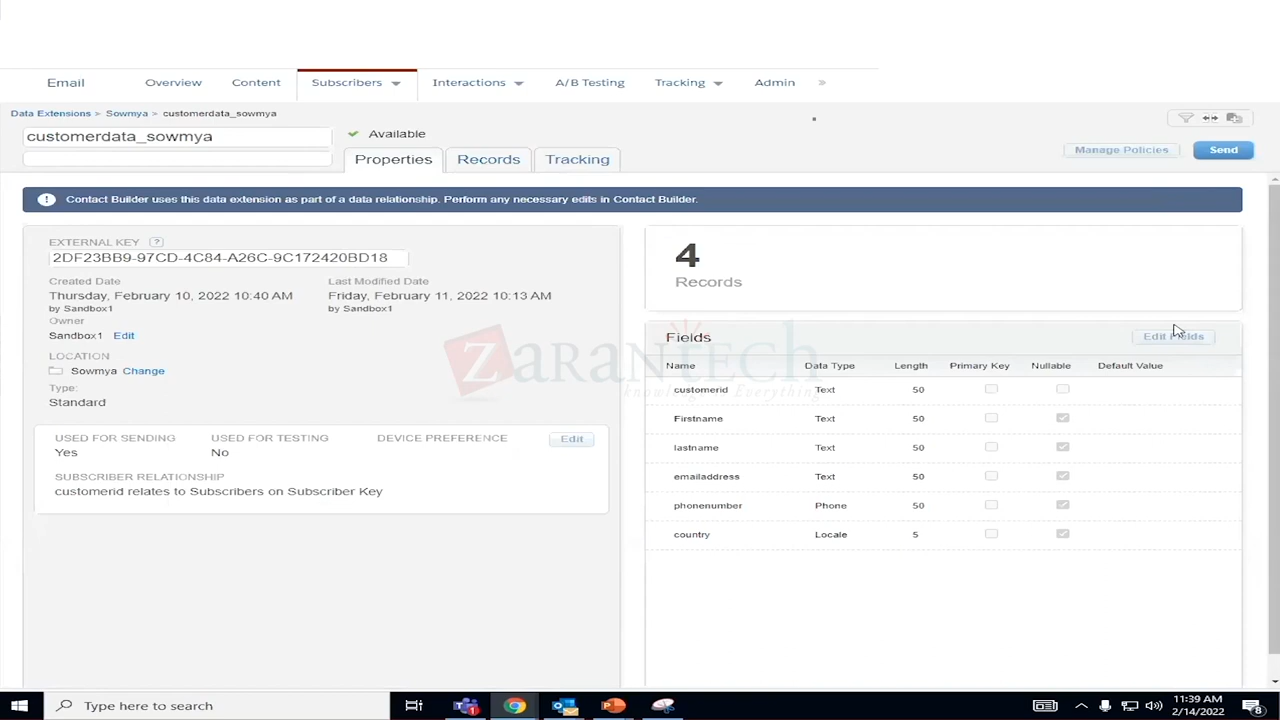 Email Overview Content Subscribers Interactions A/B Testing Tracking Admin »
Data Extensions > Sowmya > customerdata_sowmya
customerdata_sowmya
Available
Properties Records Tracking
Manage Policies Send
Contact Builder uses this data extension as part of a data relationship. Perform any necessary edits in Contact Builder.
EXTERNAL KEY ?
2DF23BB9-97CD-4C84-A26C-9C172420BD18
Created Date Last Modified Date
Thursday, February 10, 2022 10:40 AM Friday, February 11, 2022 10:13 AM
by Sandbox1 by Sandbox1
Owner
Sandbox1 Edit
LOCATION
Sowmya Change
Type:
Standard
USED FOR SENDING USED FOR TESTING DEVICE PREFERENCE Edit
Yes No
SUBSCRIBER RELATIONSHIP
customerid relates to Subscribers on Subscriber Key
4
Records
Fields Edit Fields
Name Data Type Length Primary Key Nullable Default Value
customerid Text 50
Firstname Text 50
lastname Text 50
emailaddress Text 50
phonenumber Phone 50
country Locale 5
ZaranTech
knowledge is Everything
Type here to search
11:39 AM
2/14/2022
1
8